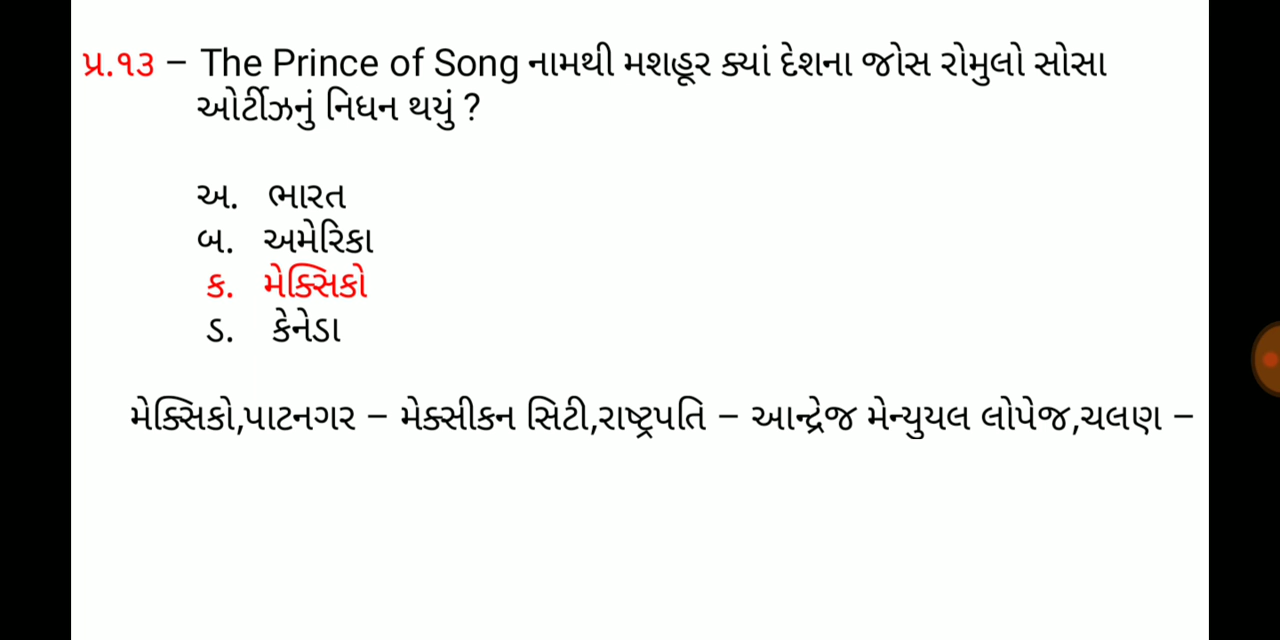 પ્ર.૧૩ – The Prince of Song નામથી મશહૂર ક્યાં દેશના જોસ રોમુલો સોસા
ઓર્ટીઝનું નિધન થયું ?
અ. ભારત
બ. અમેરિકા
ક. મેક્સિકો
ડ. કેનેડા
મેક્સિકો,પાટનગર – મેક્સીકન સિટી,રાષ્ટ્રપતિ – આન્દ્રેજ મેન્યુયલ લોપેજ,ચલણ –